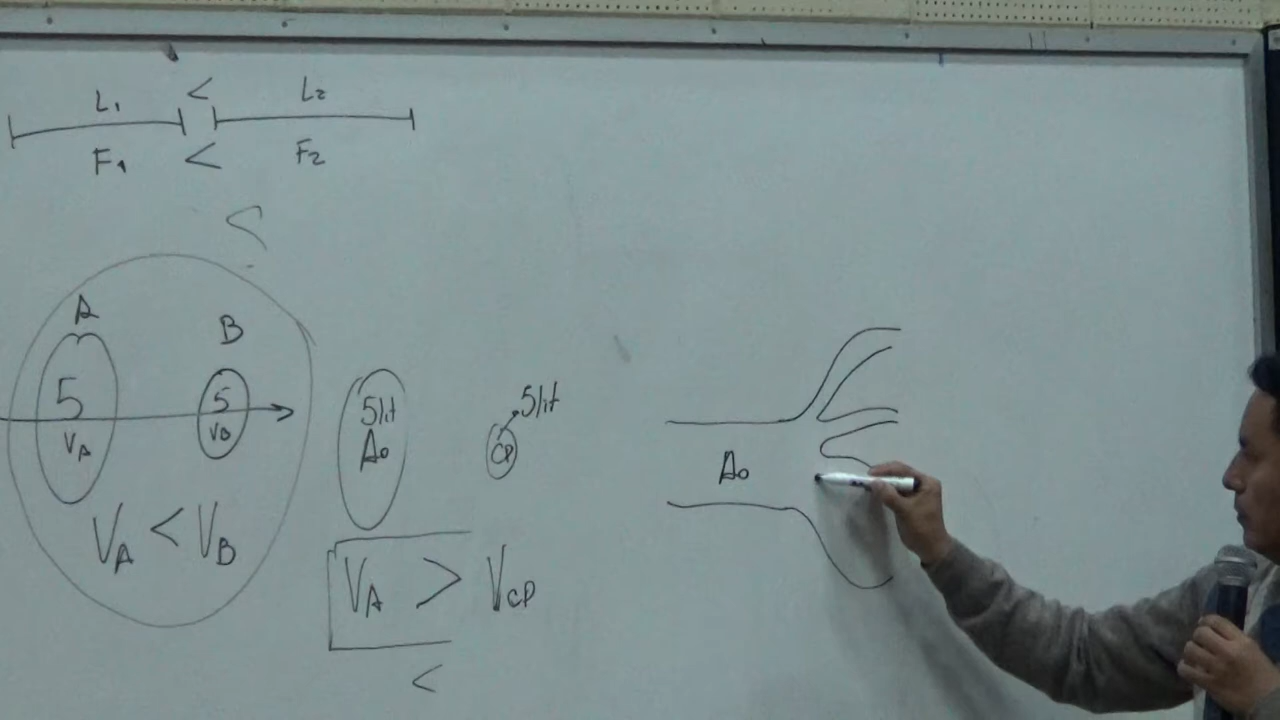 L₁ < L₂
F₁ < F₂
<
A B
5 5
VA VB
VA < VB
5lit
Ao
5lit
CP
VA > VCP
<
Ao